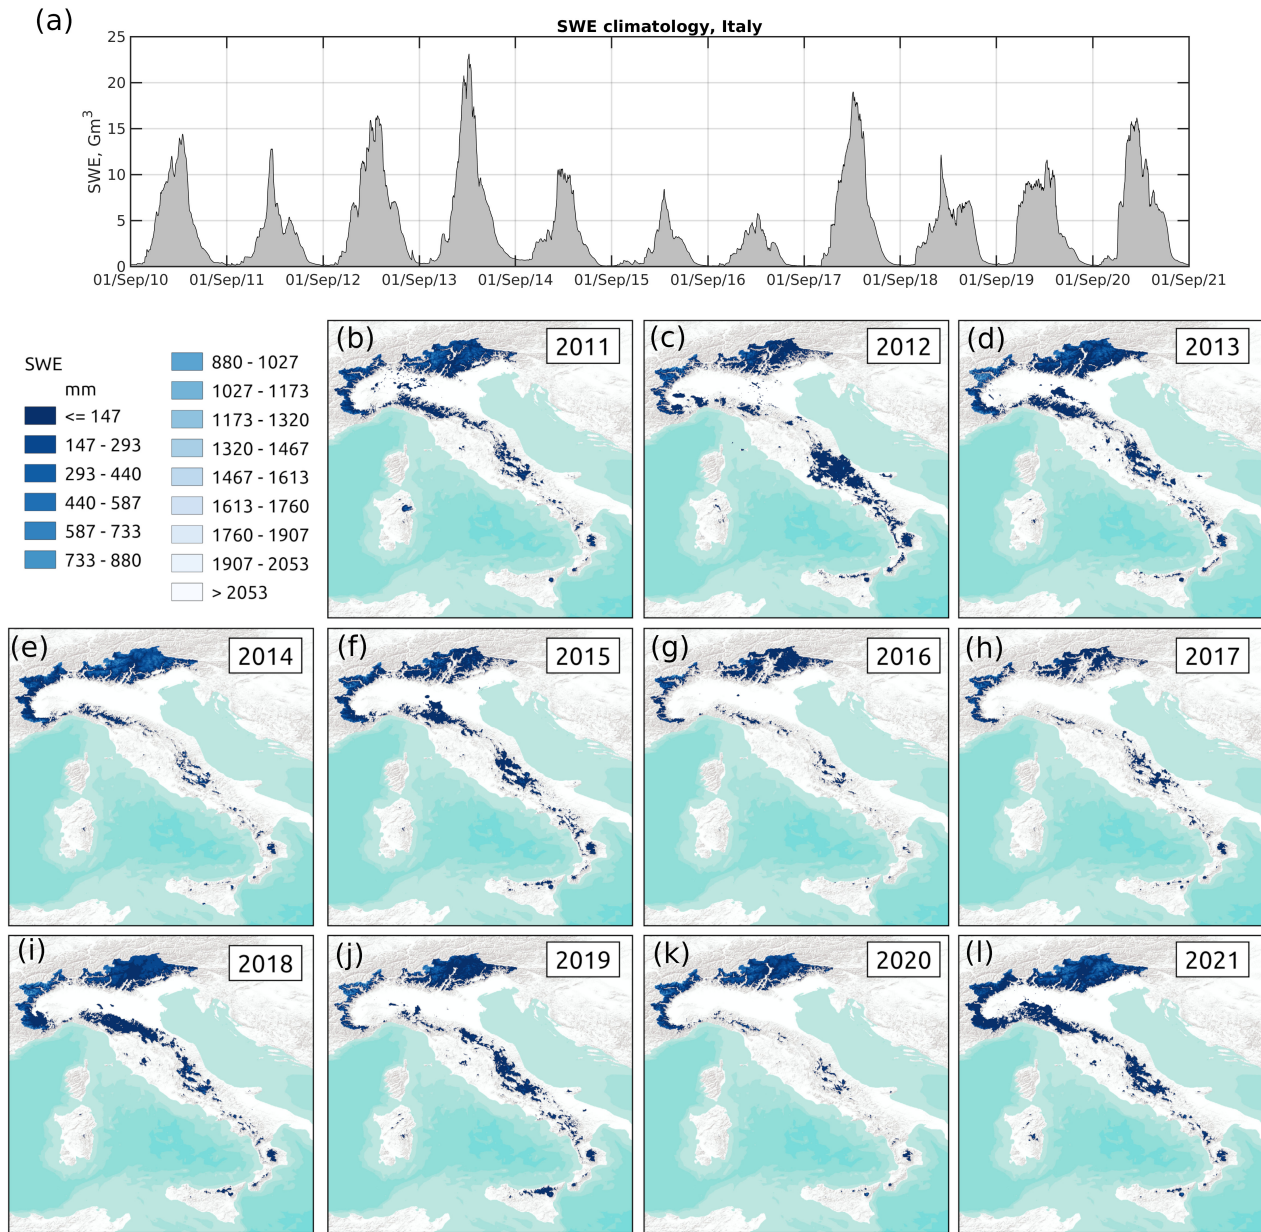 (a)
SWE climatology, Italy
SWE, Gm³
25
20
15
10
5
0
01/Sep/10 01/Sep/11 01/Sep/12 01/Sep/13 01/Sep/14 01/Sep/15 01/Sep/16 01/Sep/17 01/Sep/18 01/Sep/19 01/Sep/20 01/Sep/21
SWE
mm
<= 147
147 - 293
293 - 440
440 - 587
587 - 733
733 - 880
880 - 1027
1027 - 1173
1173 - 1320
1320 - 1467
1467 - 1613
1613 - 1760
1760 - 1907
1907 - 2053
> 2053
(b) 2011
(c) 2012
(d) 2013
(e) 2014
(f) 2015
(g) 2016
(h) 2017
(i) 2018
(j) 2019
(k) 2020
(l) 2021